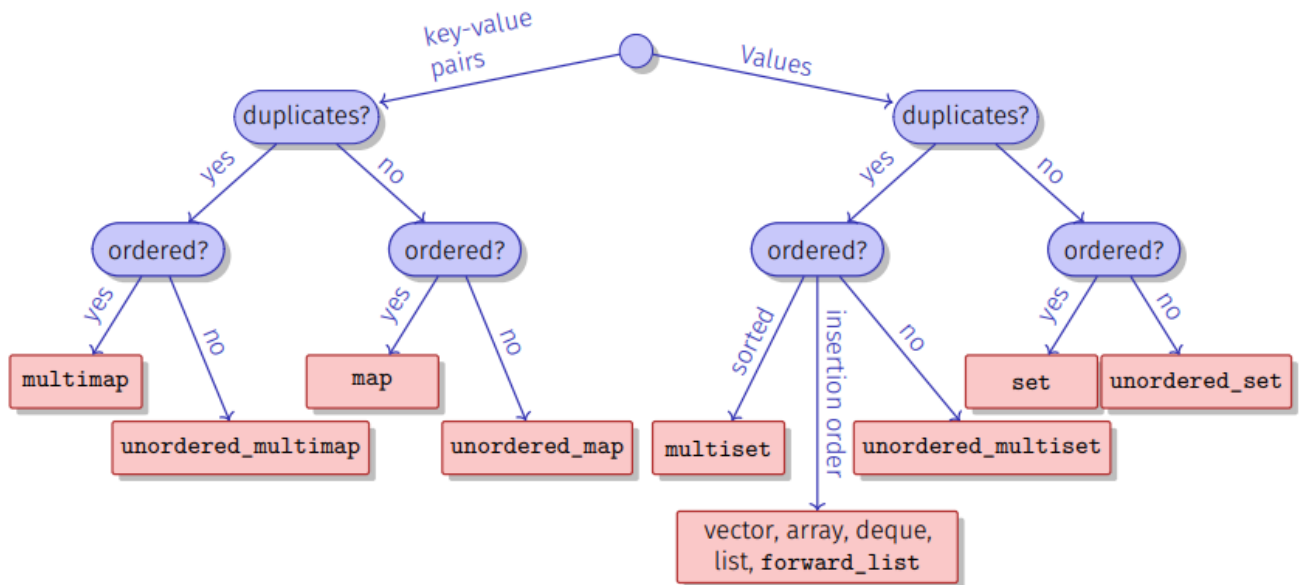 key-value
pairs
Values
duplicates?
duplicates?
yes
no
yes
no
ordered?
ordered?
ordered?
ordered?
yes
no
yes
no
sorted
insertion order
no
yes
no
multimap
map
set
unordered_set
unordered_multimap
unordered_map
multiset
unordered_multiset
vector, array, deque,
list, forward_list